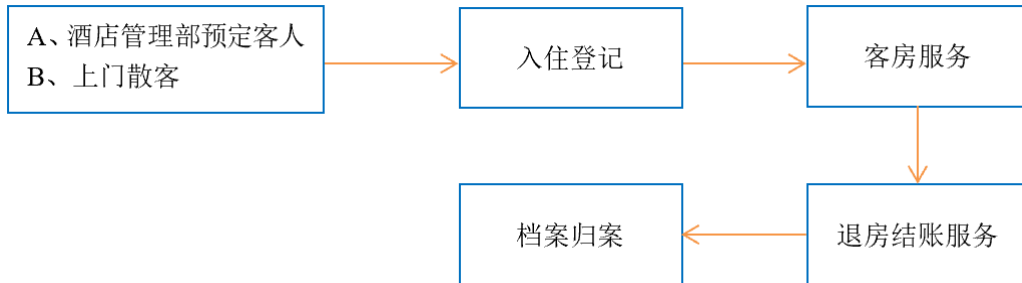 A、酒店管理部预定客人
B、上门散客
入住登记
客房服务
退房结账服务
档案归案